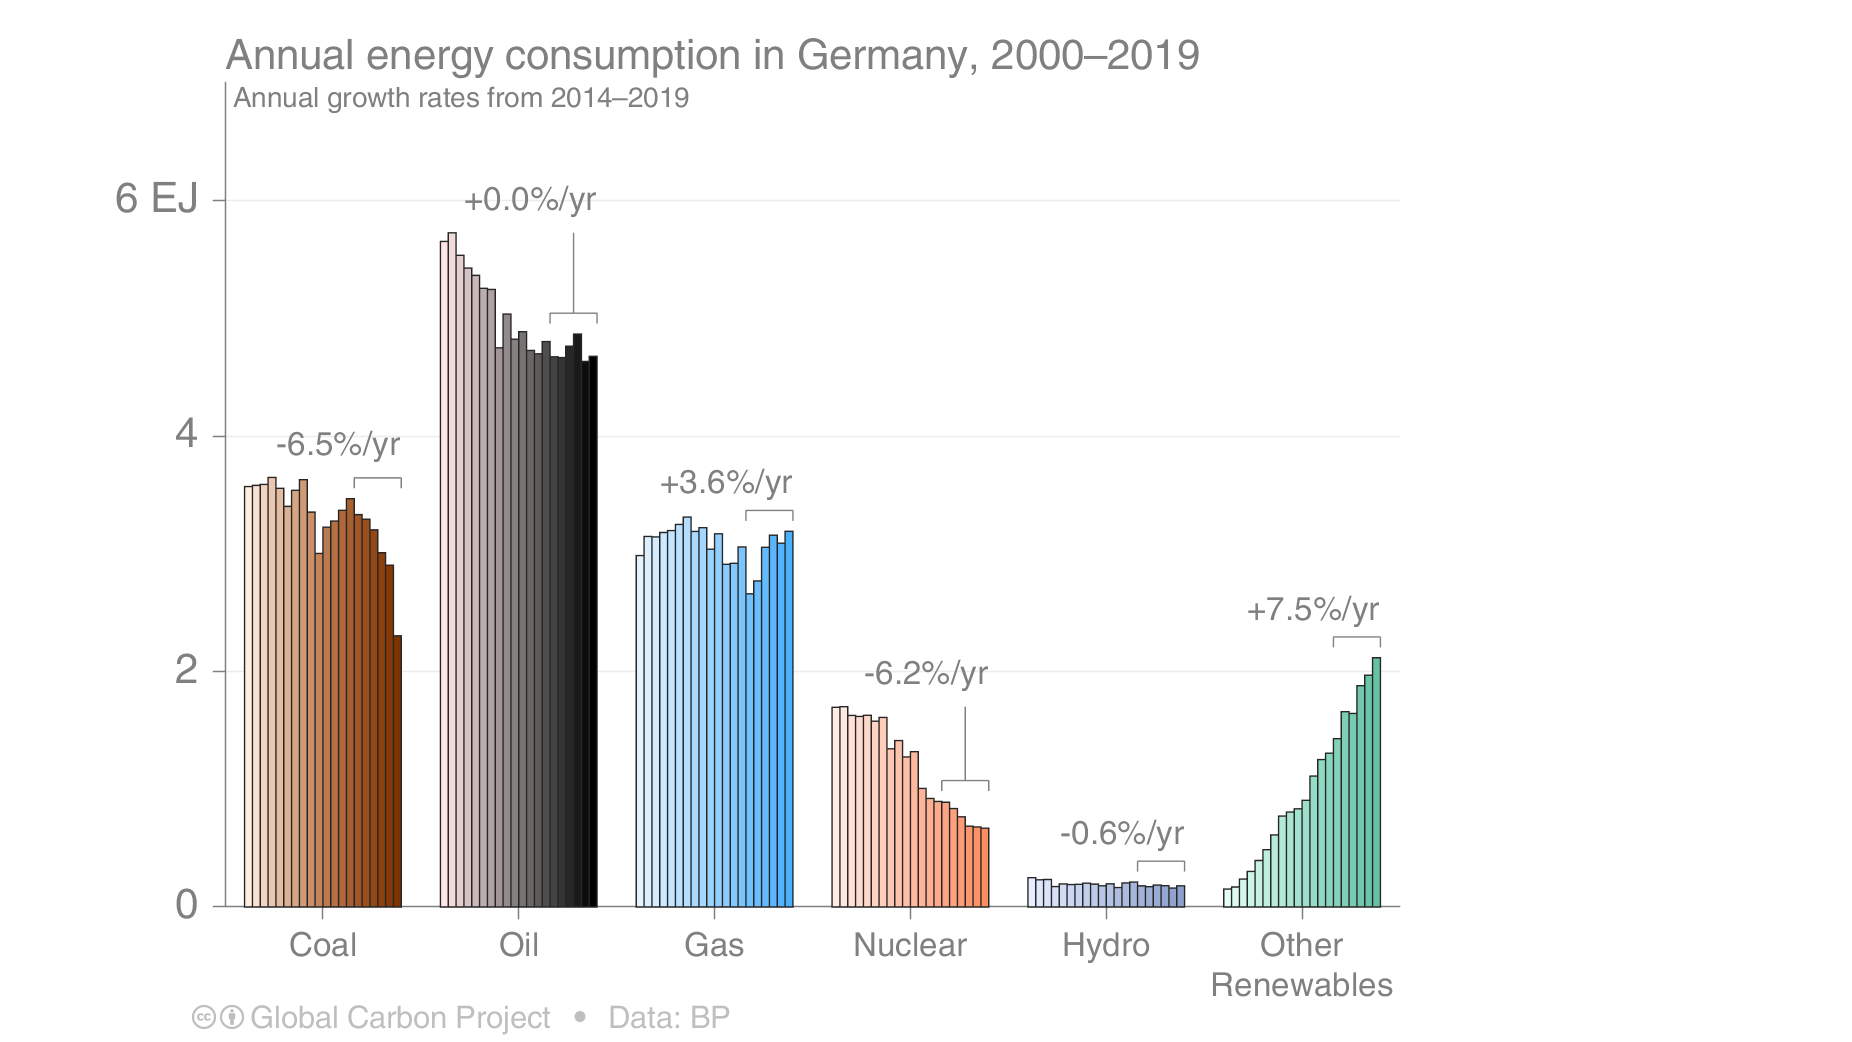 Annual energy consumption in Germany, 2000–2019
Annual growth rates from 2014–2019
6 EJ
4
2
0
-6.5%/yr
+0.0%/yr
+3.6%/yr
-6.2%/yr
-0.6%/yr
+7.5%/yr
Coal
Oil
Gas
Nuclear
Hydro
Other
Renewables
cc Global Carbon Project • Data: BP